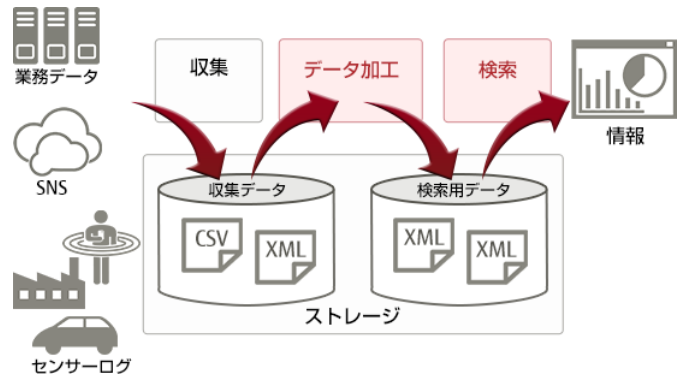 業務データ
SNS
センサーログ
収集
データ加工
検索
情報
収集データ
CSV
XML
検索用データ
XML
XML
ストレージ